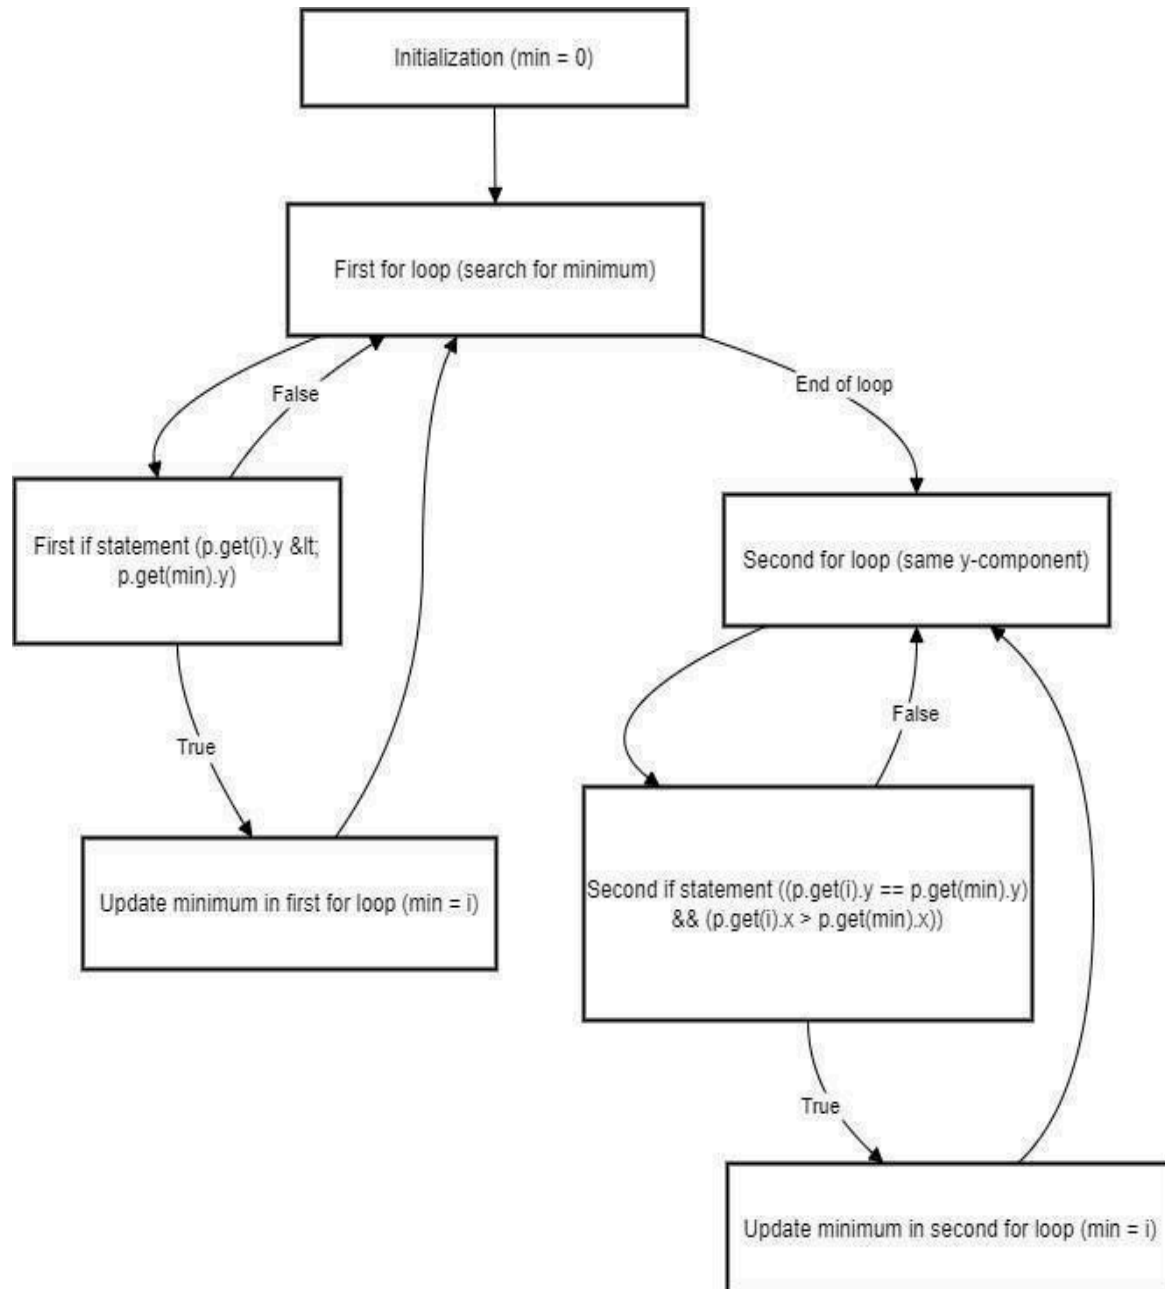 Initialization (min = 0)
First for loop (search for minimum)
False
End of loop
First if statement (p.get(i).y &lt;
p.get(min).y)
Second for loop (same y-component)
True
False
Update minimum in first for loop (min = i)
Second if statement ((p.get(i).y == p.get(min).y)
&& (p.get(i).x > p.get(min).x))
True
Update minimum in second for loop (min = i)